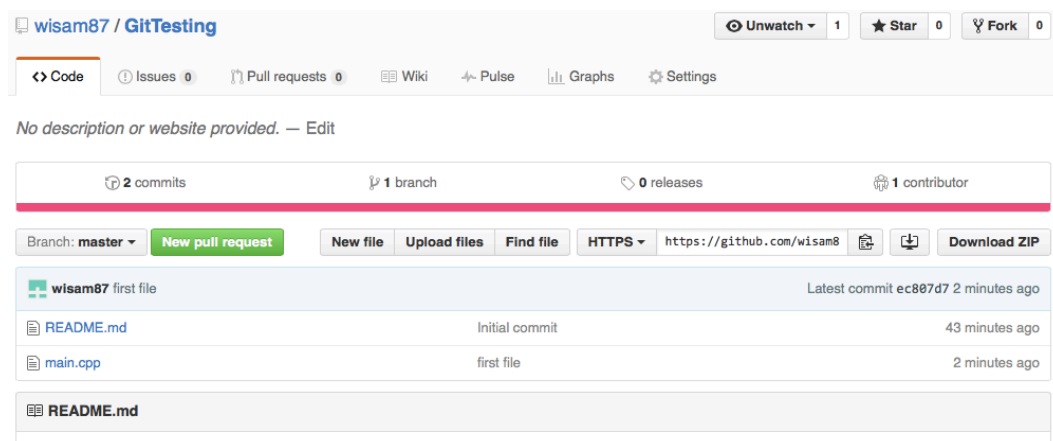 wisam87 / GitTesting Unwatch 1 Star 0 Fork 0
Code Issues 0 Pull requests 0 Wiki Pulse Graphs Settings
No description or website provided. — Edit
2 commits 1 branch 0 releases 1 contributor
Branch: master New pull request New file Upload files Find file HTTPS https://github.com/wisam8 Download ZIP
wisam87 first file Latest commit ec807d7 2 minutes ago
README.md Initial commit 43 minutes ago
main.cpp first file 2 minutes ago
README.md